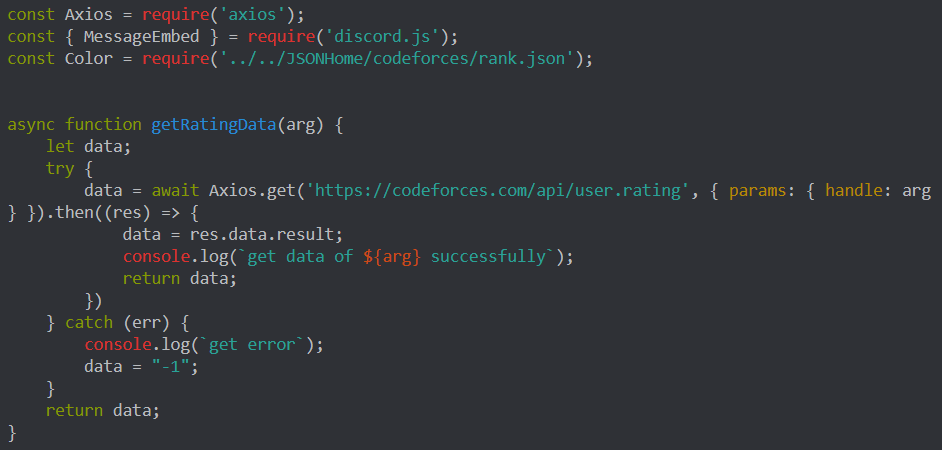 const Axios = require('axios');
const { MessageEmbed } = require('discord.js');
const Color = require('../../JSONHome/codeforces/rank.json');
async function getRatingData(arg) {
    let data;
    try {
        data = await Axios.get('https://codeforces.com/api/user.rating', { params: { handle: arg
} }).then((res) => {
            data = res.data.result;
            console.log(`get data of ${arg} successfully`);
            return data;
        })
    } catch (err) {
        console.log(`get error`);
        data = "-1";
    }
    return data;
}